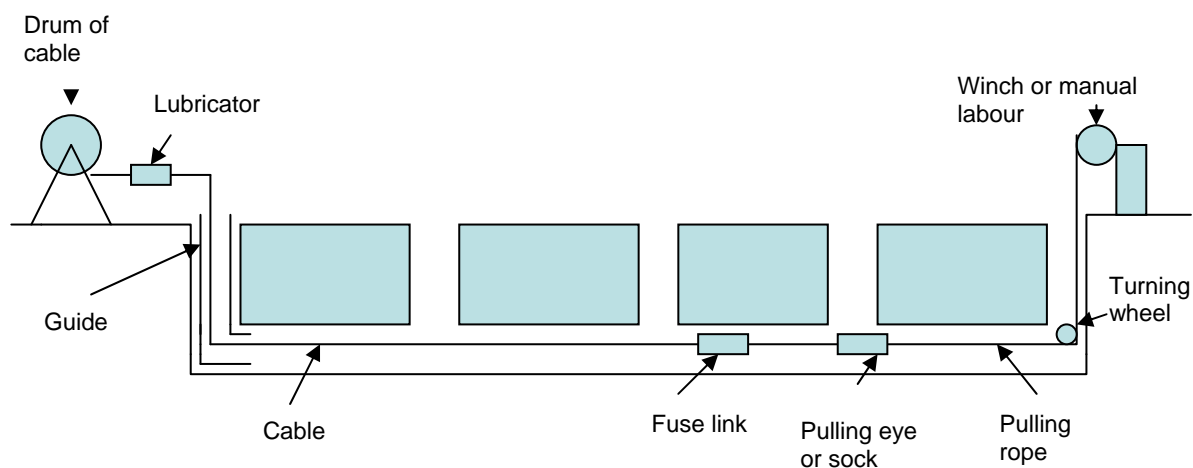 Drum of
cable
Lubricator
Winch or manual
labour
Guide
Turning
wheel
Cable
Fuse link
Pulling eye
or sock
Pulling
rope